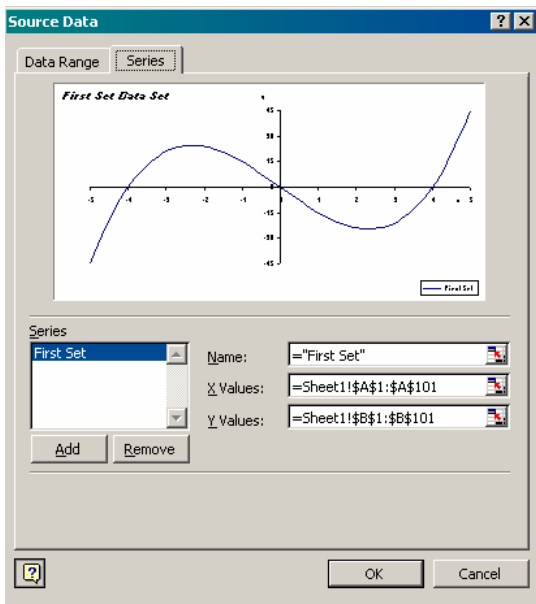 Source Data
Data Range Series
First Set Data Set
45
30
15
-5 -4 -3 -2 -1 1 2 3 4 x 5
-15
-30
-45
First Set
Series
First Set
Name: ="First Set"
X Values: =Sheet1!$A$1:$A$101
Y Values: =Sheet1!$B$1:$B$101
Add Remove
OK Cancel